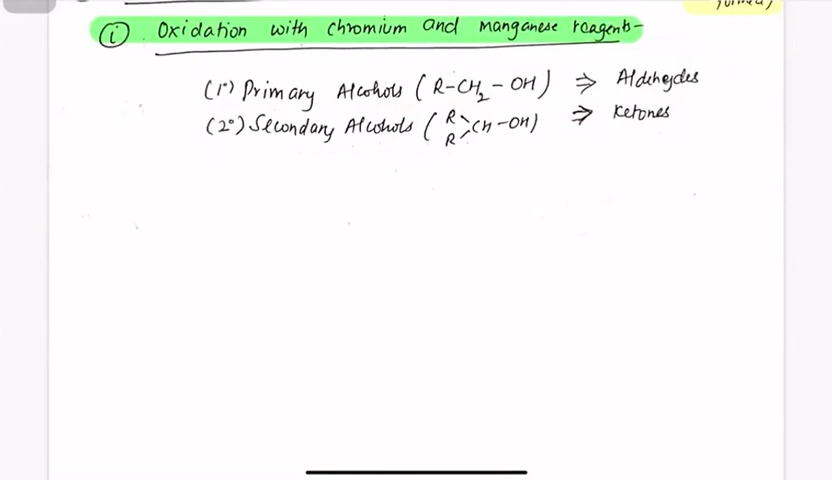 (i) Oxidation with chromium and manganese reagents-
(1°) Primary Alcohols ( R-CH₂ - OH ) ⇒ Aldehydes
(2°) Secondary Alcohols ( R R >CH-OH) ⇒ Ketones